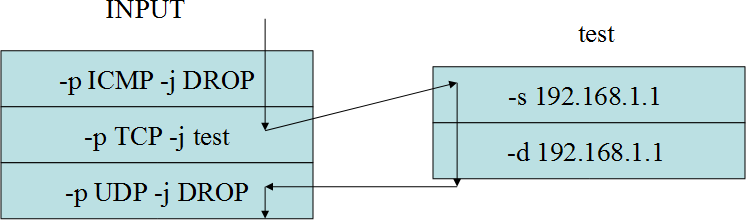 INPUT
-p ICMP -j DROP
-p TCP -j test
-p UDP -j DROP
test
-s 192.168.1.1
-d 192.168.1.1